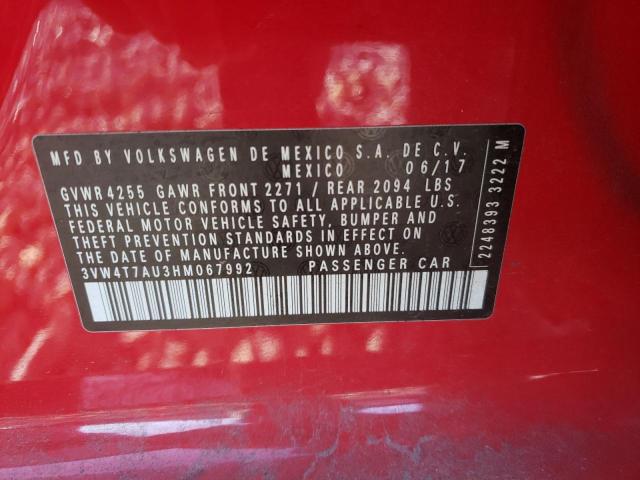 MFD BY VOLKSWAGEN DE MEXICO S.A. DE C.V.
MEXICO 06/17
GVWR 4255 GAWR FRONT 2271 / REAR 2094 LBS
THIS VEHICLE CONFORMS TO ALL APPLICABLE U.S.
FEDERAL MOTOR VEHICLE SAFETY, BUMPER AND
THEFT PREVENTION STANDARDS IN EFFECT ON
THE DATE OF MANUFACTURE SHOWN ABOVE.
3VW4T7AU3HM067992 PASSENGER CAR
2248393 3222 M